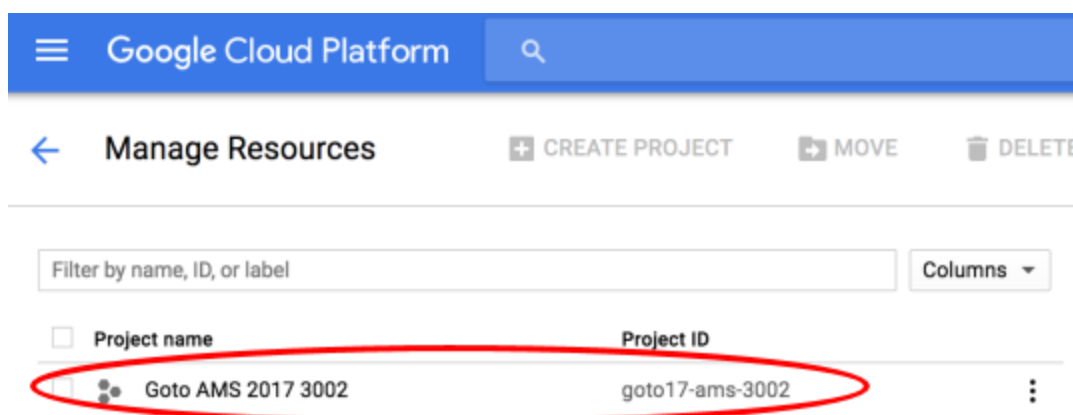 Google Cloud Platform
Manage Resources CREATE PROJECT MOVE DELETE
Filter by name, ID, or label Columns
Project name Project ID
Goto AMS 2017 3002 goto17-ams-3002